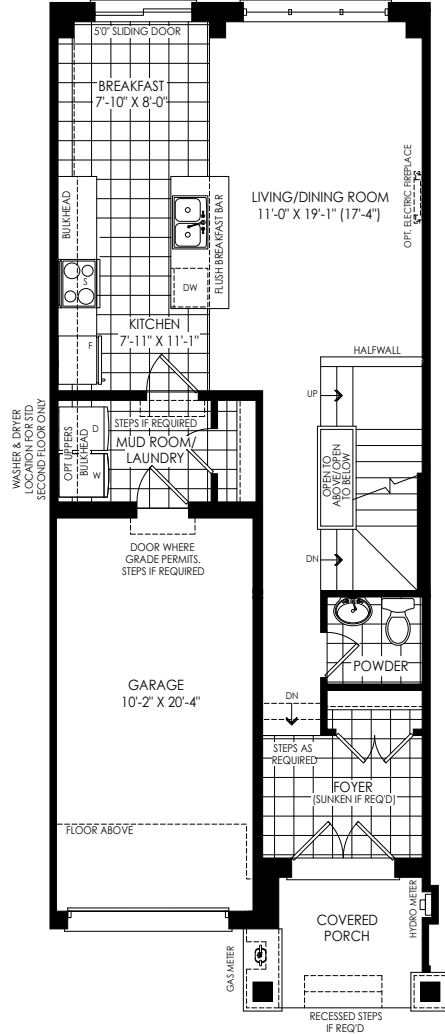 5'0" SLIDING DOOR
BREAKFAST
7'-10" X 8'-0"
LIVING/DINING ROOM
11'-0" X 19'-1" (17'-4")
OPT. ELECTRIC FIREPLACE
BULKHEAD
FLUSH BREAKFAST BAR
S
DW
KITCHEN
7'-11" X 11'-1"
F
HALFWALL
UP
WASHER & DRYER
LOCATION FOR STD
SECOND FLOOR ONLY
OPT UPPERS
BULKHEAD
D
W
STEPS IF REQUIRED
MUD ROOM/
LAUNDRY
OPEN TO
ABOVE/OPEN
TO BELOW
DN
DOOR WHERE
GRADE PERMITS.
STEPS IF REQUIRED
POWDER
GARAGE
10'-2" X 20'-4"
DN
STEPS AS
REQUIRED
FOYER
(SUNKEN IF REQ'D)
FLOOR ABOVE
COVERED
PORCH
HYDRO METER
GAS METER
RECESSED STEPS
IF REQ'D